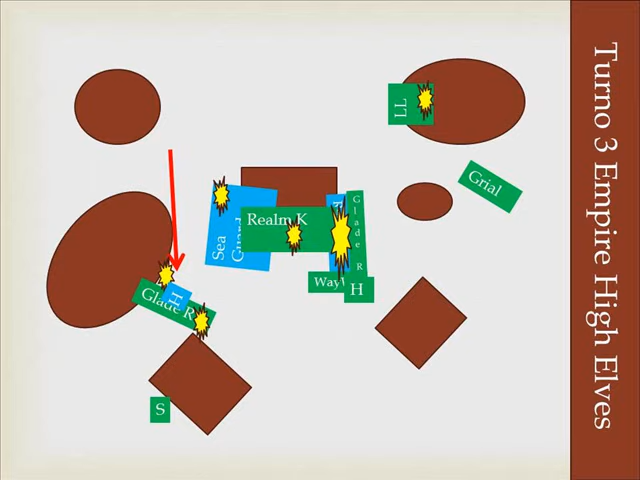 Turno 3 Empire High Elves
LL
Grial
Realm K
Sea
Guard
Glade R
Way
H
H
Glade R
S